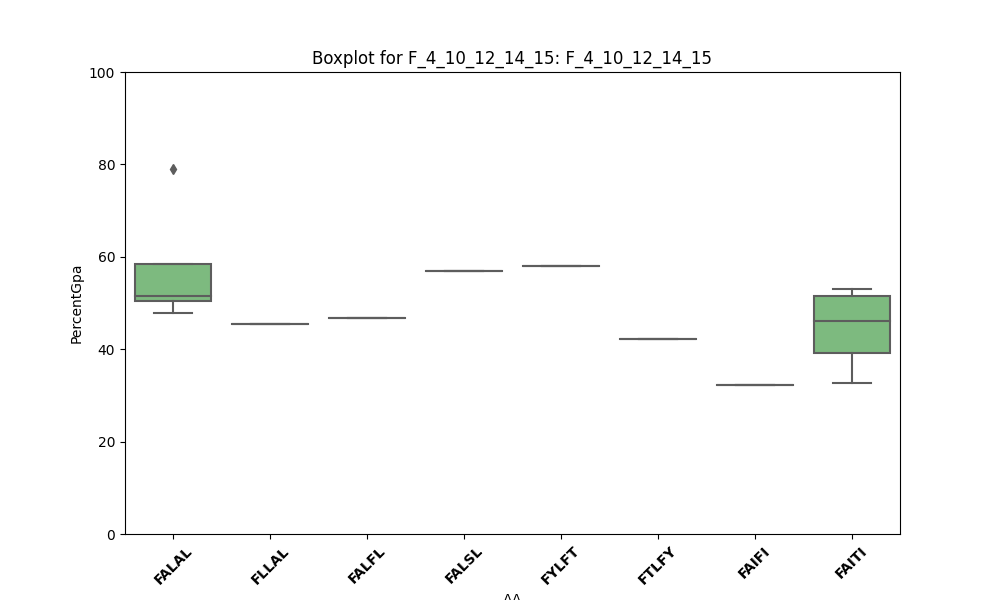 Boxplot for F_4_10_12_14_15: F_4_10_12_14_15
100
80
60
40
20
0
PercentGpa
FALAL
FLLAL
FALFL
FALSL
FYLFT
FTLFY
FAIFI
FAITI